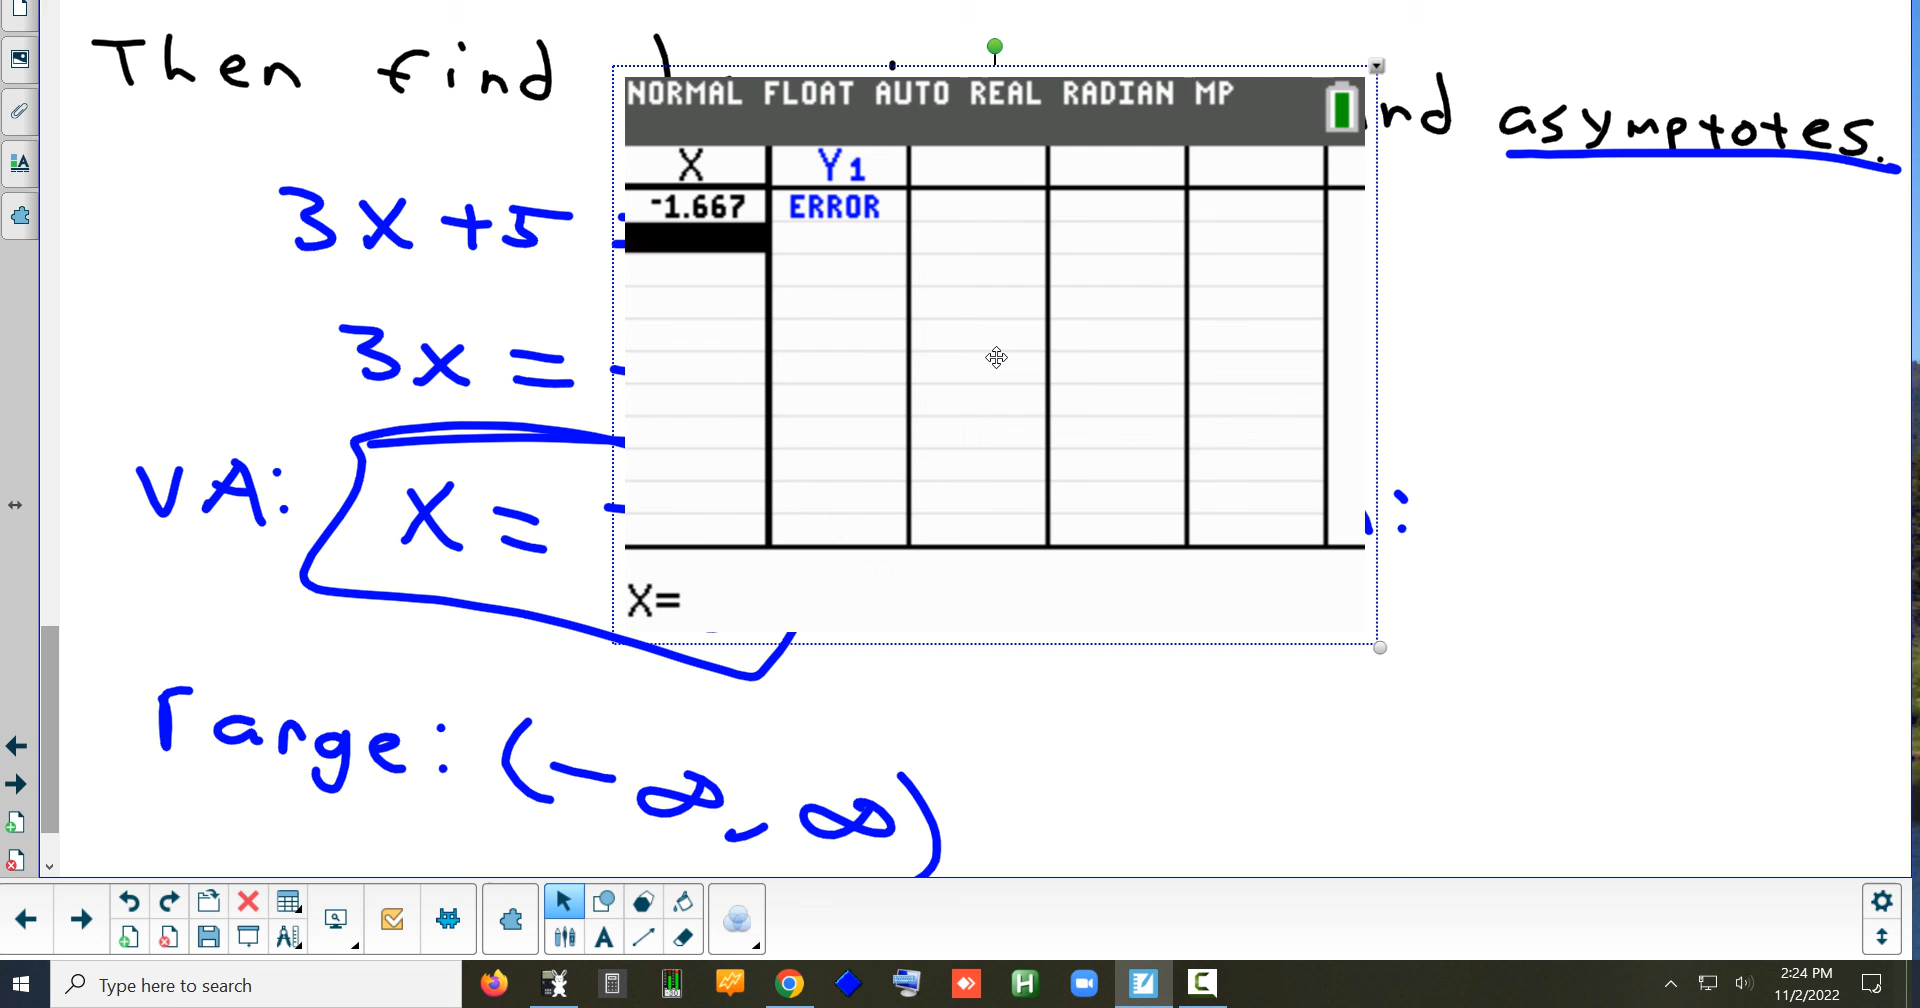 Then find nd asymptotes.
NORMAL FLOAT AUTO REAL RADIAN MP
X Y1
-1.667 ERROR
3x+5
3x = -
VA: x = - :
X=
range: (-∞, ∞)
A
A
Type here to search
2:24 PM
11/2/2022